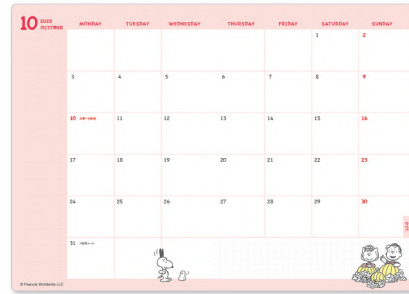 10 2022 OCTOBER
MONDAY TUESDAY WEDNESDAY THURSDAY FRIDAY SATURDAY SUNDAY
1 2
3 4 5 6 7 8 9
10 11 12 13 14 15 16
17 18 19 20 21 22 23
24 25 26 27 28 29 30
31
© Peanuts Worldwide LLC